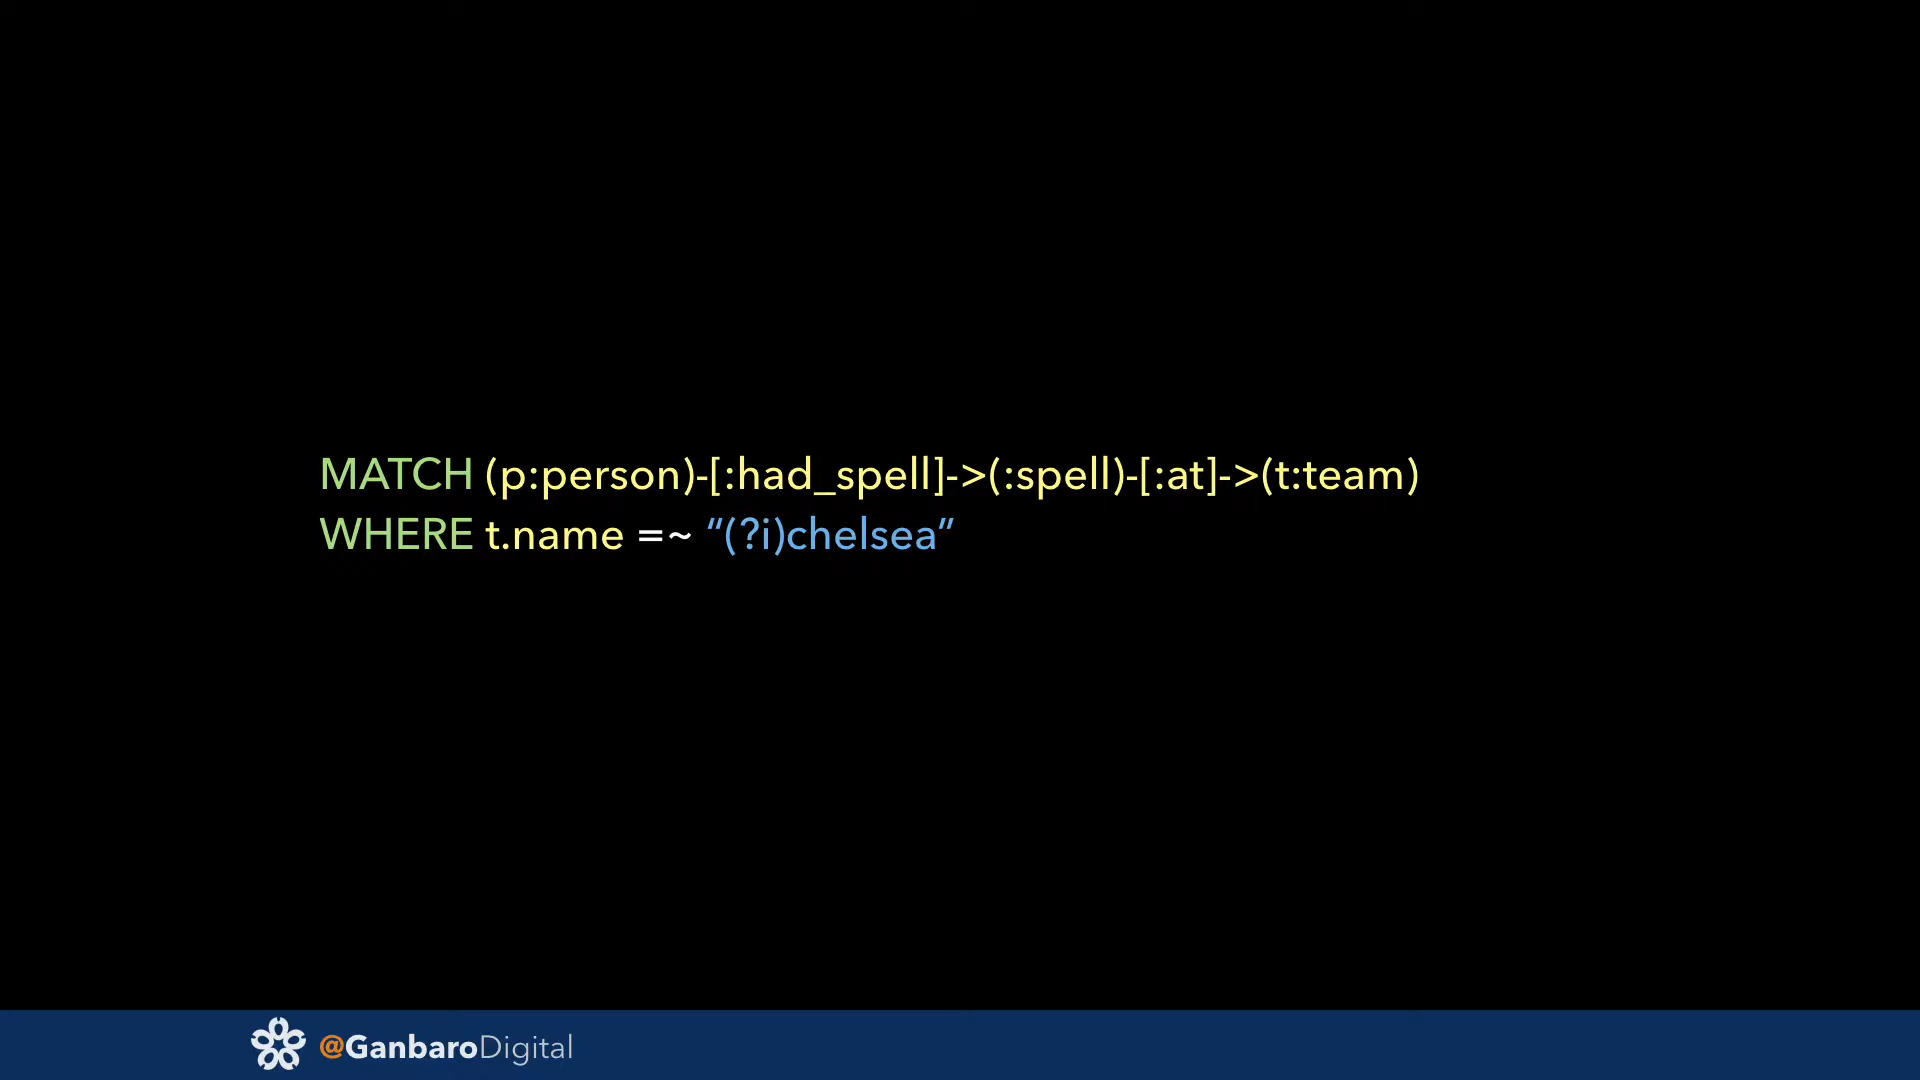 MATCH (p:person)-[:had_spell]->(:spell)-[:at]->(t:team)
WHERE t.name =~ “(?i)chelsea”
@GanbaroDigital